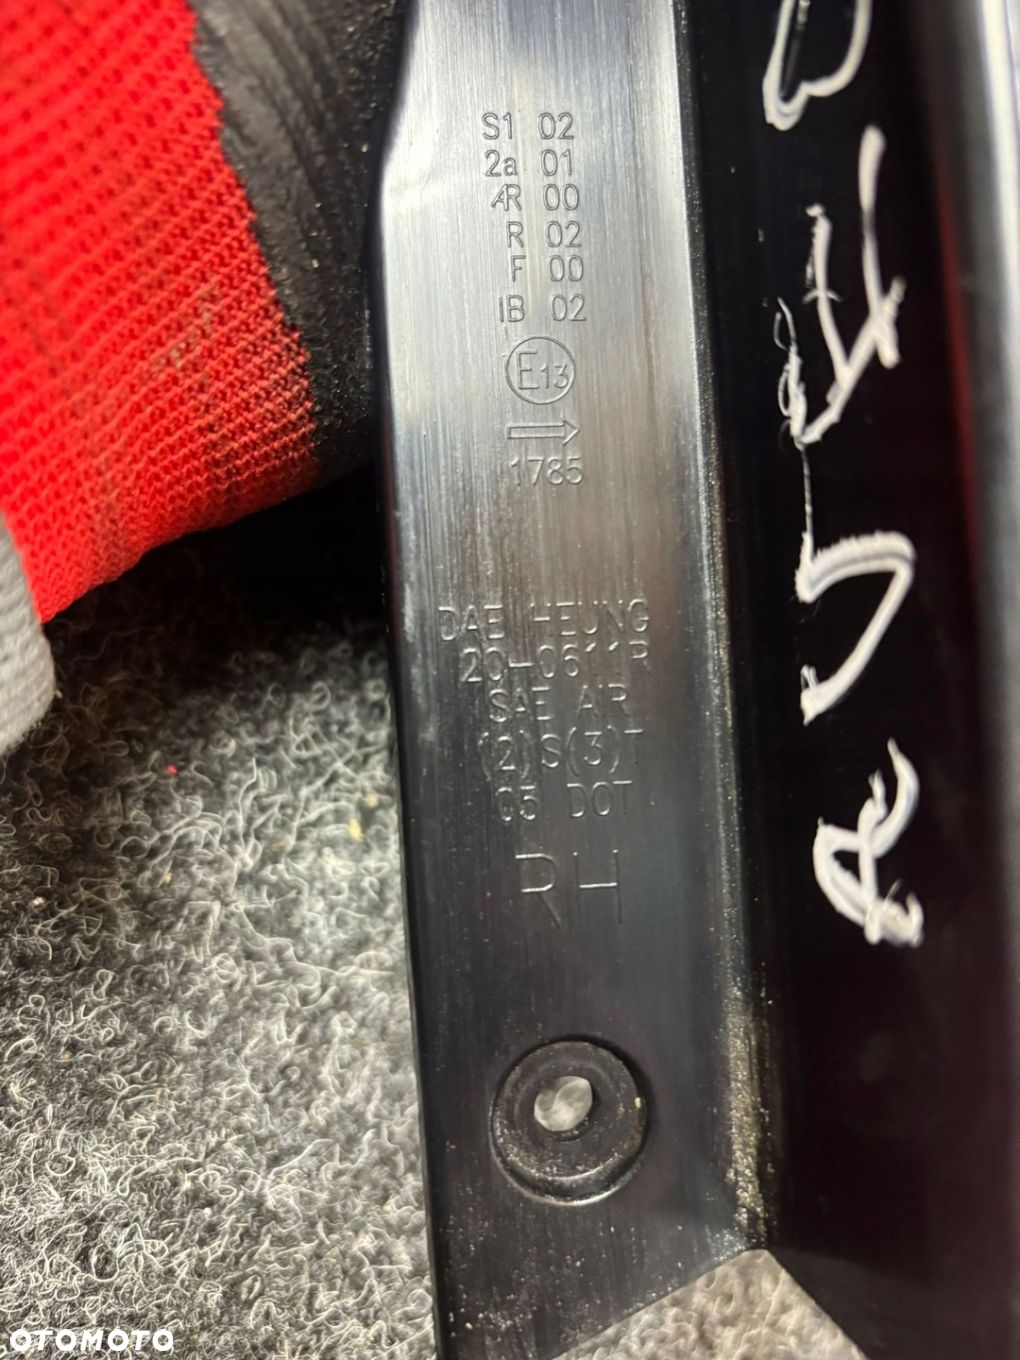 S1 02
2a 01
AR 00
R 02
F 00
IB 02
E13
1785
DAE HEUNG
20-0611R
SAE AIR
(2)S(3)T
05 DOT
RH
OTOMOTO